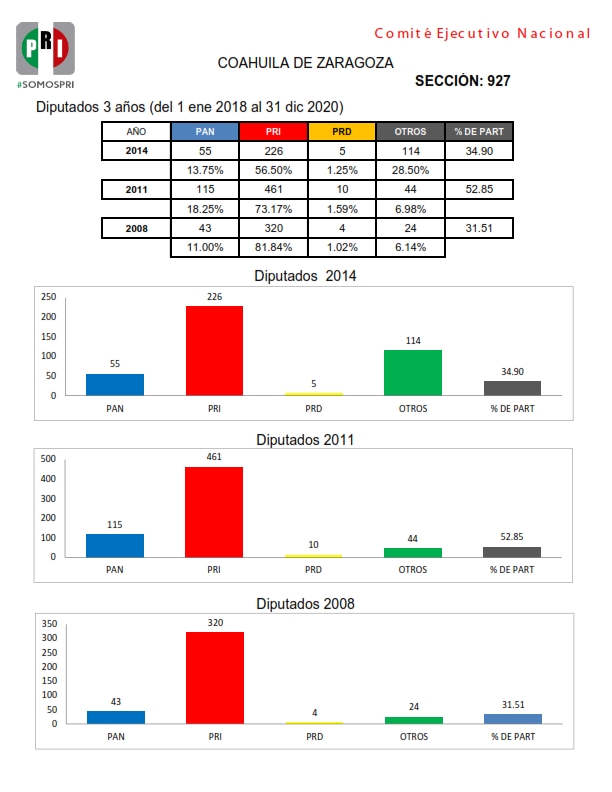 Comité Ejecutivo Nacional
PRI
#SOMOSPRI
COAHUILA DE ZARAGOZA
SECCIÓN: 927
Diputados 3 años (del 1 ene 2018 al 31 dic 2020)
AÑO PAN PRI PRD OTROS % DE PART
2014 55 226 5 114 34.90
13.75% 56.50% 1.25% 28.50%
2011 115 461 10 44 52.85
18.25% 73.17% 1.59% 6.98%
2008 43 320 4 24 31.51
11.00% 81.84% 1.02% 6.14%
Diputados 2014
250
200
150
100
50
0
55 226 5 114 34.90
PAN PRI PRD OTROS % DE PART
Diputados 2011
500
400
300
200
100
0
115 461 10 44 52.85
PAN PRI PRD OTROS % DE PART
Diputados 2008
350
300
250
200
150
100
50
0
43 320 4 24 31.51
PAN PRI PRD OTROS % DE PART